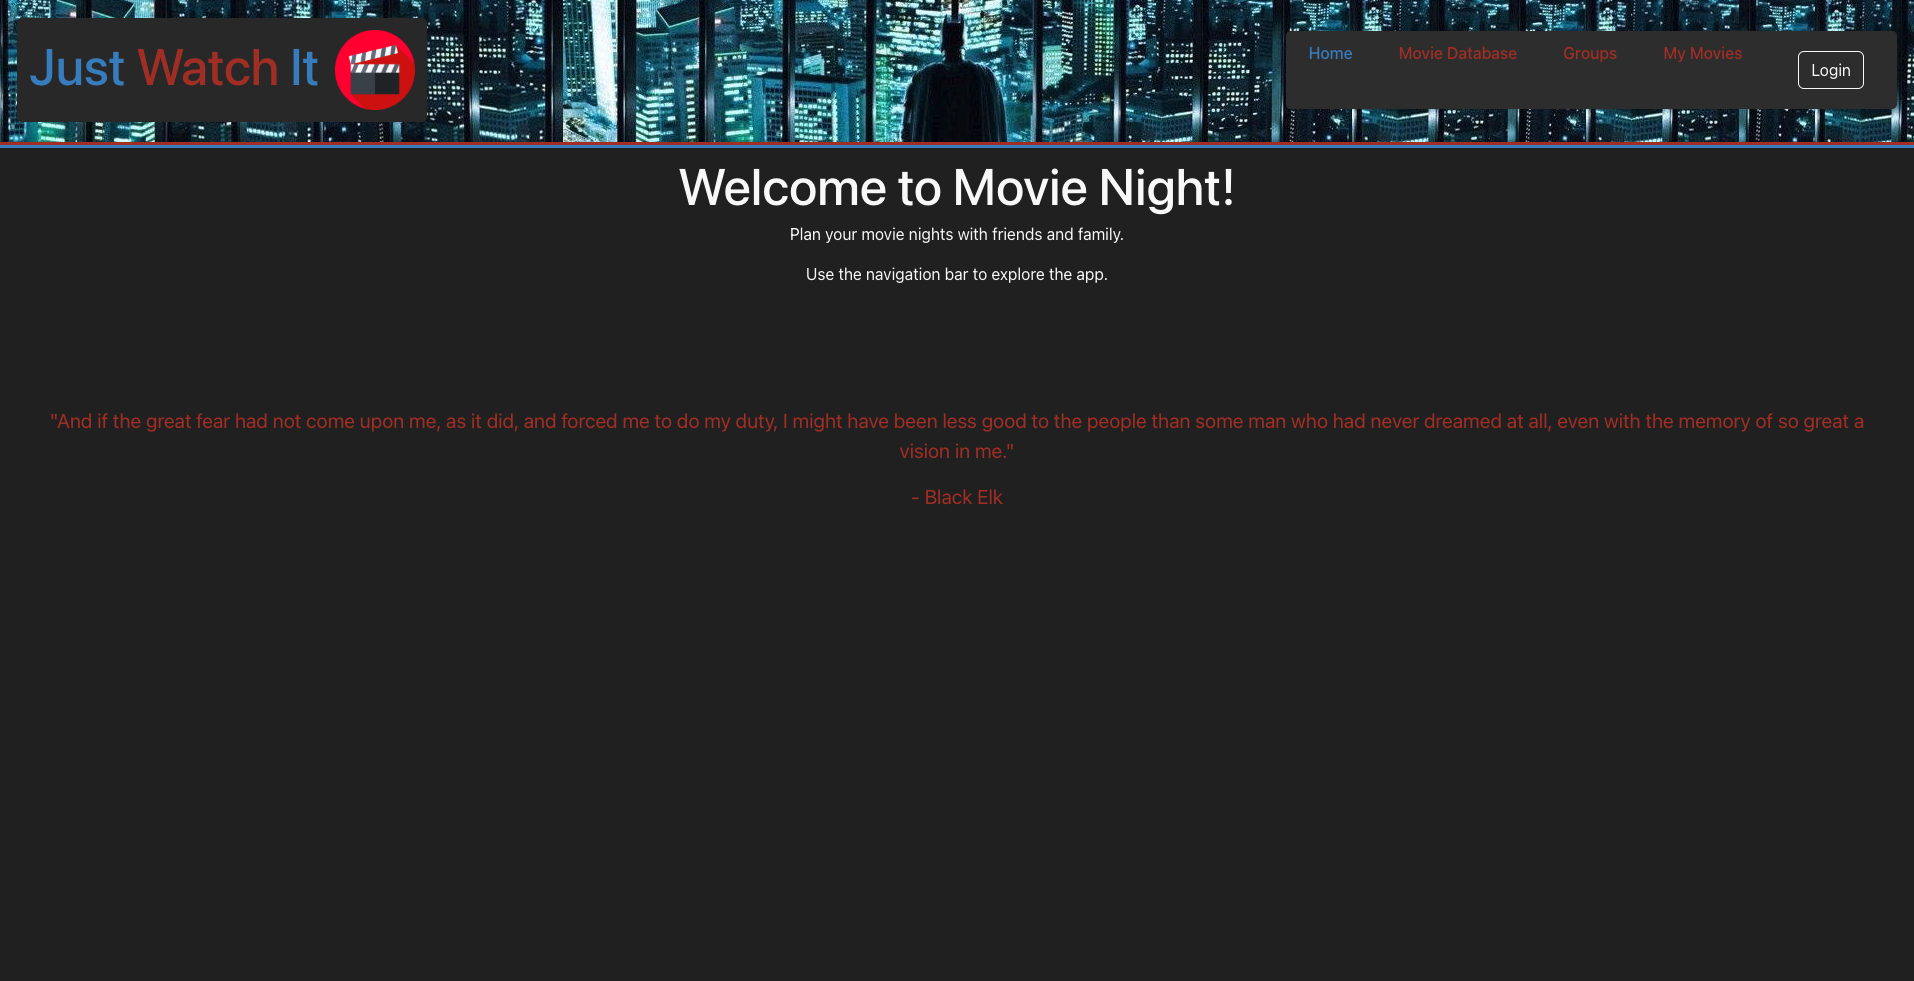 Just Watch It
Home
Movie Database
Groups
My Movies
Login
Welcome to Movie Night!
Plan your movie nights with friends and family.
Use the navigation bar to explore the app.
"And if the great fear had not come upon me, as it did, and forced me to do my duty, I might have been less good to the people than some man who had never dreamed at all, even with the memory of so great a
vision in me."
- Black Elk